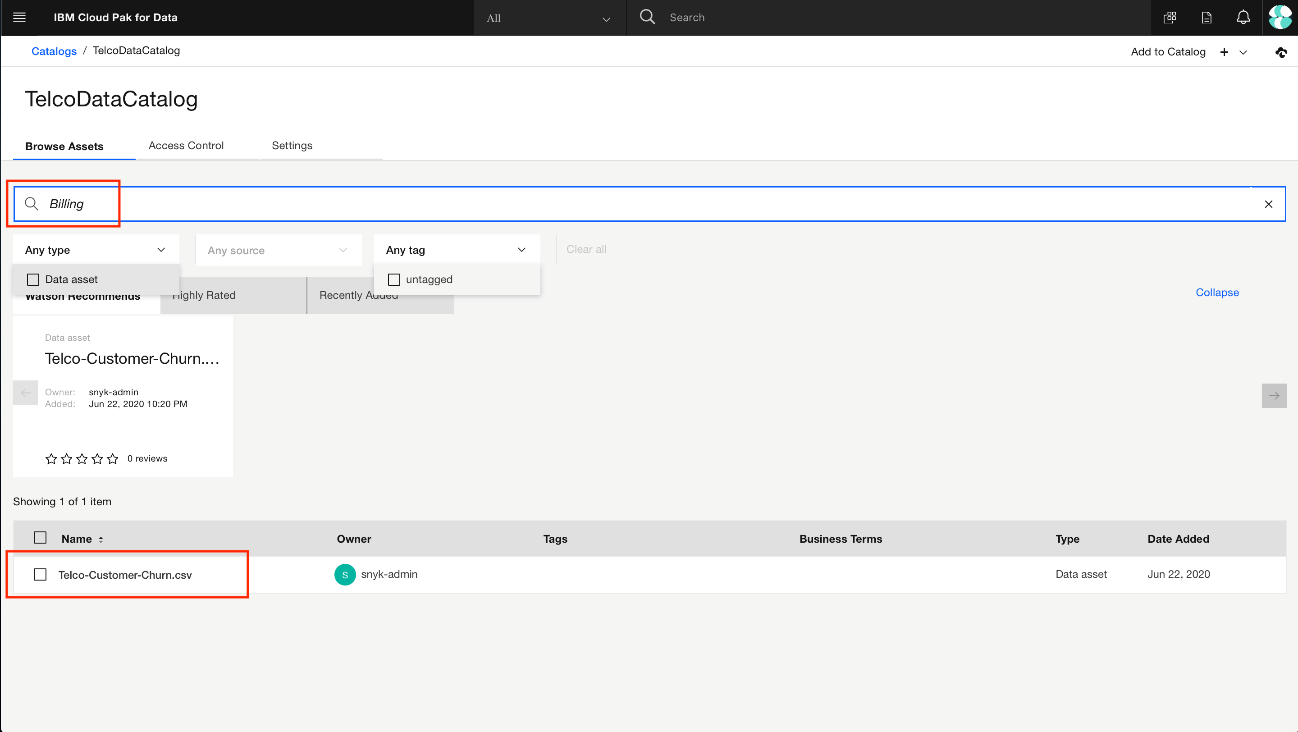 IBM Cloud Pak for Data
All
Search
Catalogs / TelcoDataCatalog
Add to Catalog +
TelcoDataCatalog
Browse Assets
Access Control
Settings
Billing
Any type
Any source
Any tag
Clear all
Data asset
untagged
Watson Recommends
Highly Rated
Recently Added
Collapse
Data asset
Telco-Customer-Churn....
Owner: snyk-admin
Added: Jun 22, 2020 10:20 PM
0 reviews
Showing 1 of 1 item
Name
Owner
Tags
Business Terms
Type
Date Added
Telco-Customer-Churn.csv
S
snyk-admin
Data asset
Jun 22, 2020